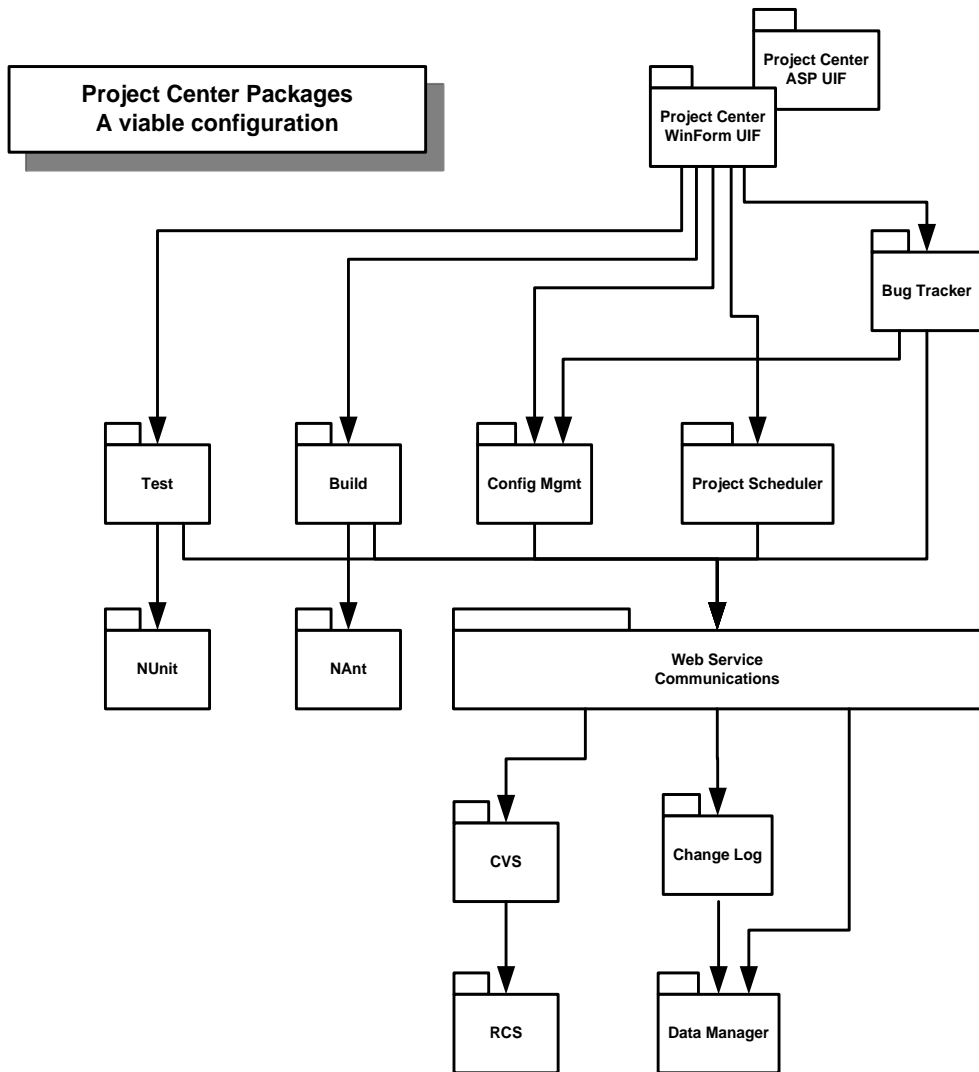 Project Center
ASP UIF
Project Center Packages
A viable configuration
Project Center
WinForm UIF
Bug Tracker
Test
Build
Config Mgmt
Project Scheduler
NUnit
NAnt
Web Service
Communications
CVS
Change Log
RCS
Data Manager